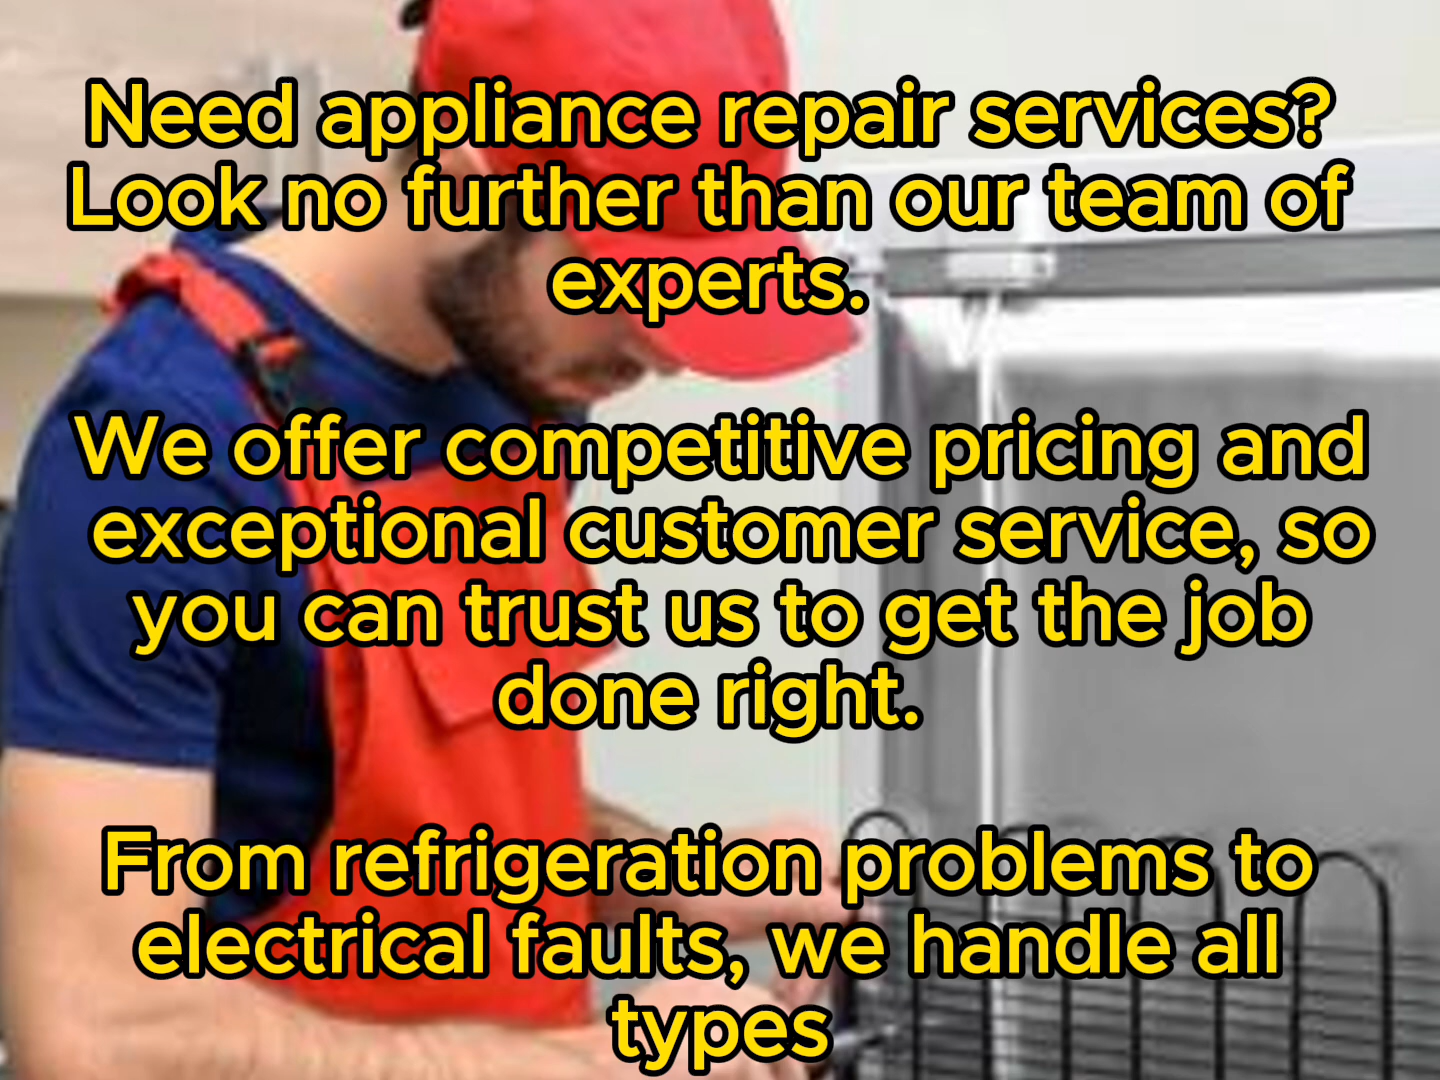 Need appliance repair services?
Look no further than our team of
experts.
We offer competitive pricing and
exceptional customer service, so
you can trust us to get the job
done right.
From refrigeration problems to
electrical faults, we handle all
types